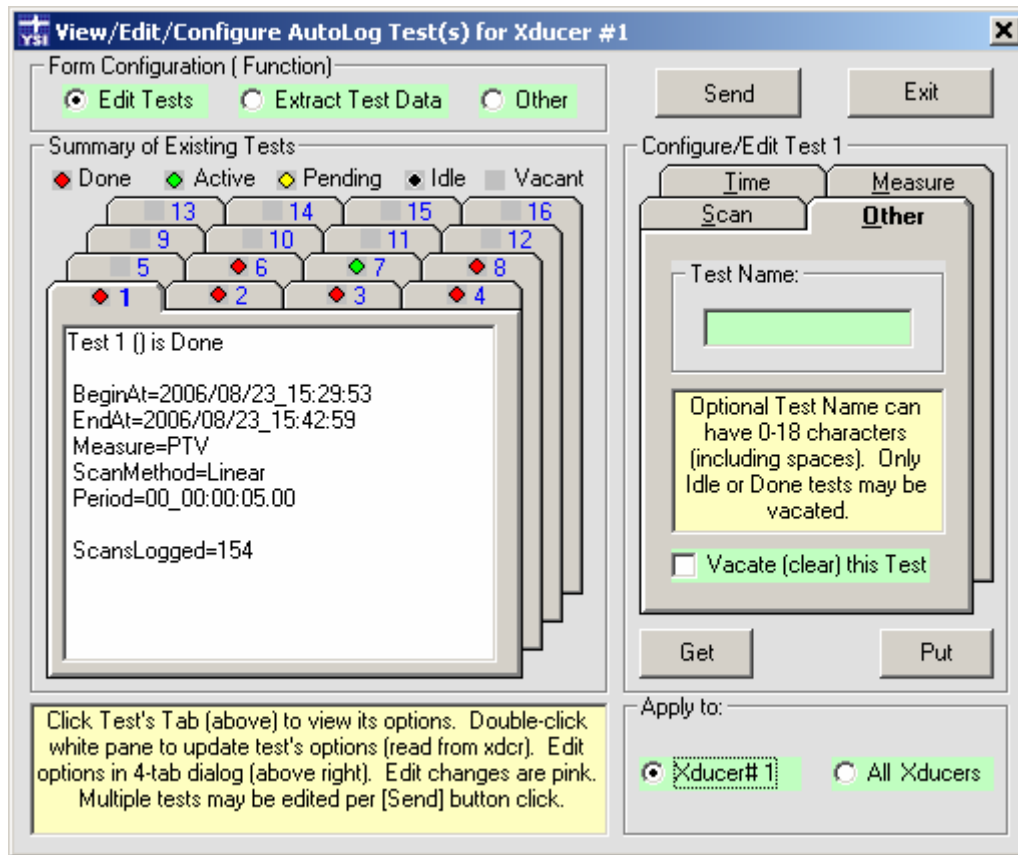 YSI View/Edit/Configure AutoLog Test(s) for Xducer #1
Form Configuration ( Function)
Edit Tests Extract Test Data Other
Send Exit
Summary of Existing Tests
Done Active Pending Idle Vacant
13 14 15 16
9 10 11 12
5 6 7 8
1 2 3 4
Test 1 () is Done
BeginAt=2006/08/23_15:29:53
EndAt=2006/08/23_15:42:59
Measure=PTV
ScanMethod=Linear
Period=00_00:00:05.00
ScansLogged=154
Click Test's Tab (above) to view its options. Double-click
white pane to update test's options (read from xdcr). Edit
options in 4-tab dialog (above right). Edit changes are pink.
Multiple tests may be edited per [Send] button click.
Configure/Edit Test 1
Time Measure
Scan Other
Test Name:
Optional Test Name can
have 0-18 characters
(including spaces). Only
Idle or Done tests may be
vacated.
Vacate (clear) this Test
Get Put
Apply to:
Xducer# 1 All Xducers